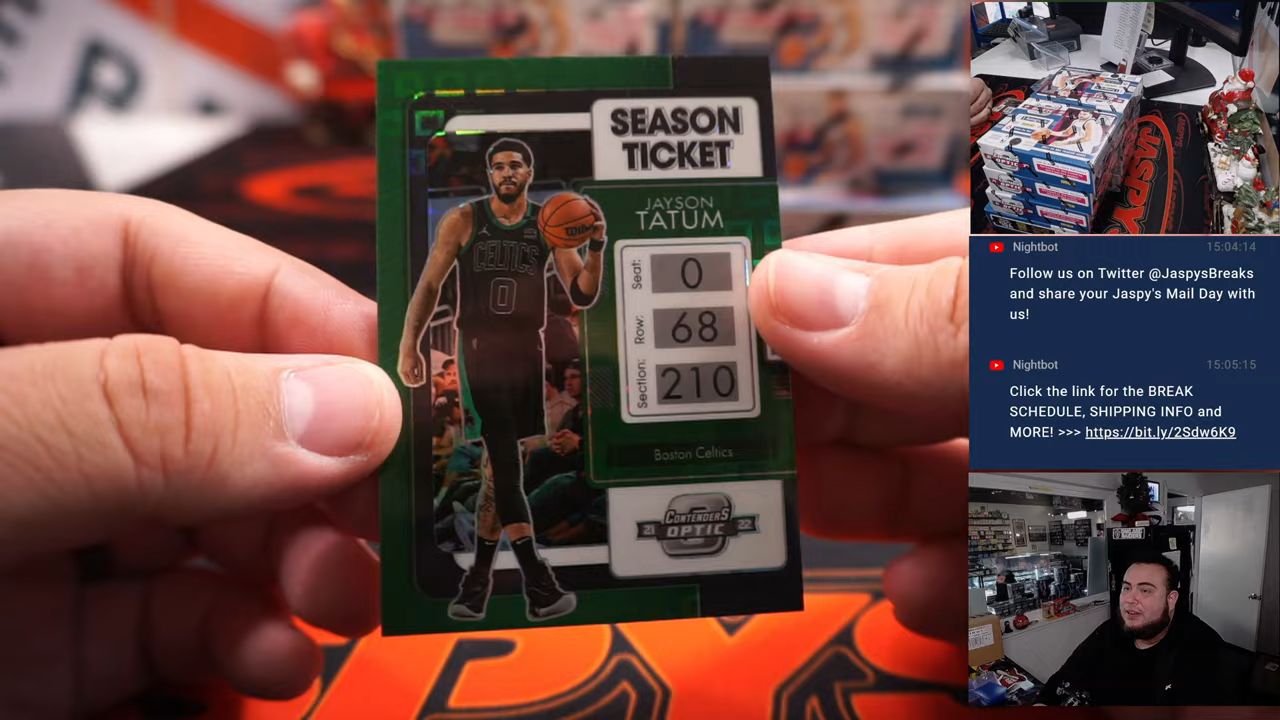 SEASON
TICKET
JAYSON
TATUM
Seat: 0
Row: 68
Section: 210
Boston Celtics
21 CONTENDERS 22
OPTIC
CELTICS
0
Wilson
JASPY
Nightbot 15:04:14
Follow us on Twitter @JaspysBreaks
and share your Jaspy's Mail Day with
us!
Nightbot 15:05:15
Click the link for the BREAK
SCHEDULE, SHIPPING INFO and
MORE! >>> https://bit.ly/2Sdw6K9